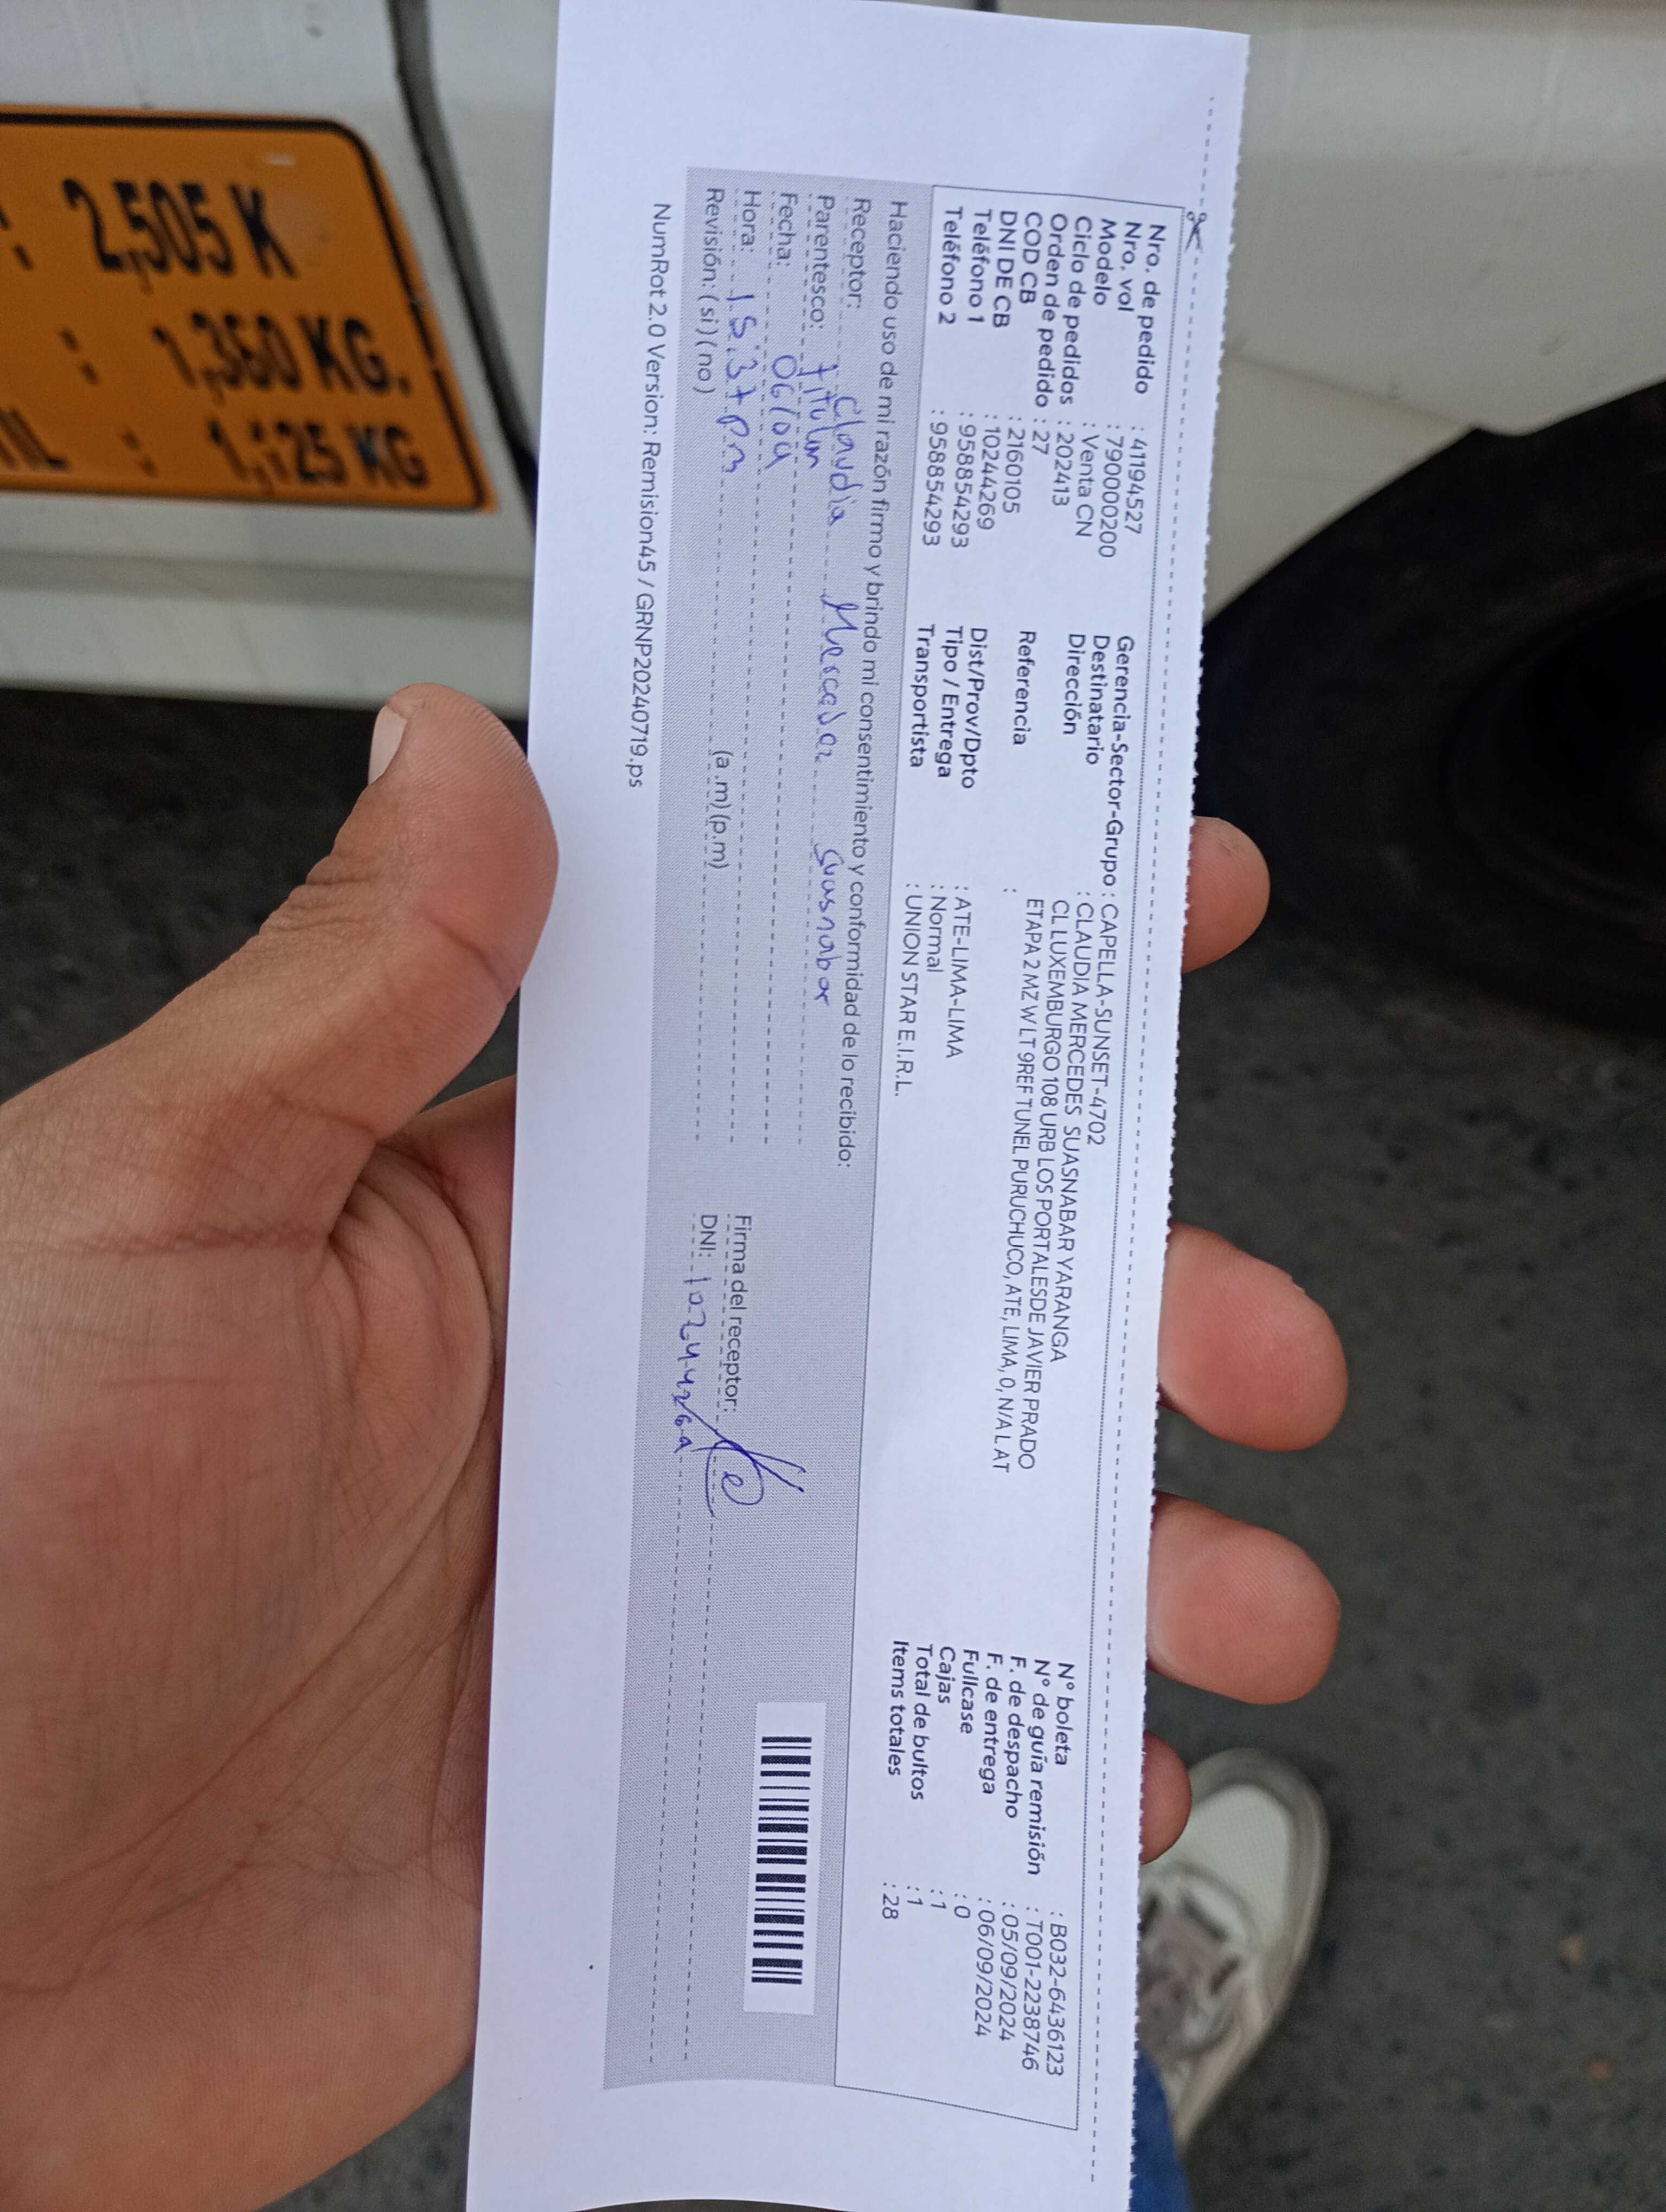 Nro. de pedido : 41194527
Nro. vol : 790000200
Modelo : Venta CN
Ciclo de pedidos : 202413
Orden de pedido : 27
COD CB : 2160105
DNI DE CB : 10244269
Teléfono 1 : 958854293
Teléfono 2 : 958854293
Gerencia-Sector-Grupo : CAPELLA-SUNSET-4702
Destinatario : CLAUDIA MERCEDES SUASNABAR YARANGA
Dirección CL LUXEMBURGO 108 URB LOS PORTALESDE JAVIER PRADO
ETAPA 2 MZ W LT 9REF TUNEL PURUCHUCO, ATE, LIMA, 0, N/A LAT
Referencia :
Dist/Prov/Dpto : ATE-LIMA-LIMA
Tipo / Entrega : Normal
Transportista : UNION STAR E.I.R.L.
N° boleta : B032-6436123
N° de guía remisión : T001-2238746
F. de despacho : 05/09/2024
F. de entrega : 06/09/2024
Fullcase : 0
Cajas : 1
Total de bultos : 1
Items totales : 28
Haciendo uso de mi razón firmo y brindo mi consentimiento y conformidad de lo recibido:
Receptor: Claudia Mercedez Suasnabar
Parentesco:
Fecha: 06/09
Hora: 15:37 pm (a.m) (p.m)
Revisión: (si) (no)
Firma del receptor:
DNI: 10244269
NumRot 2.0 Version: Remision45 / GRNP20240719.ps
: 2,505 K
: 1,360 KG.
TIL : 1,125 KG